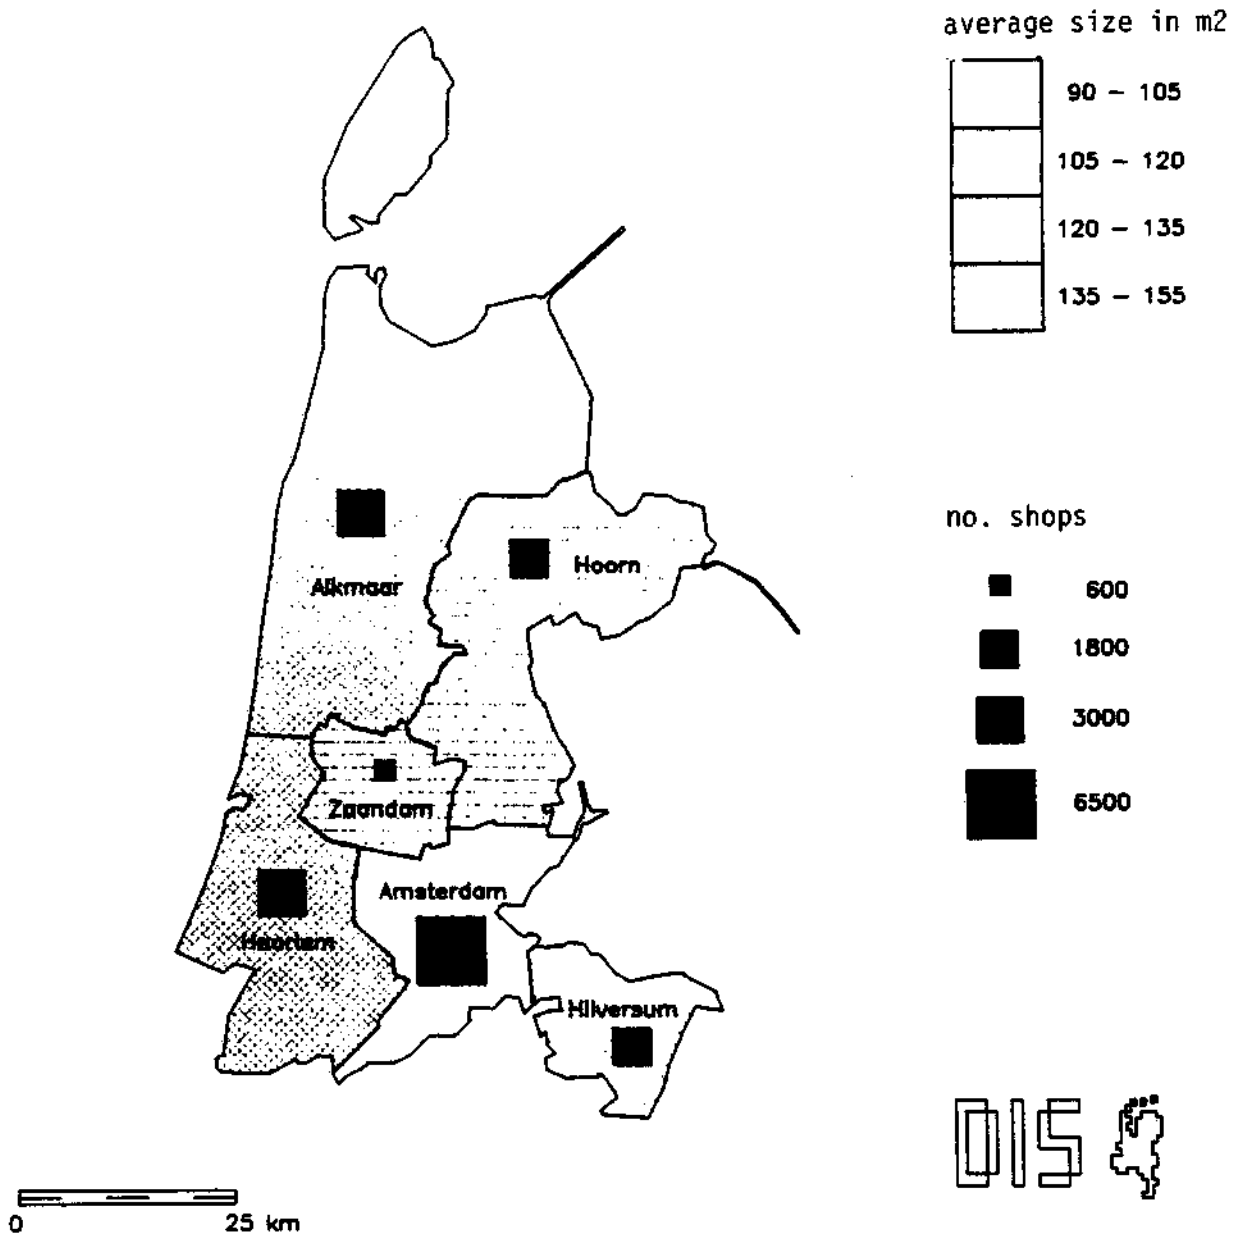 average size in m2
90 - 105
105 - 120
120 - 135
135 - 155
no. shops
600
1800
3000
6500
Alkmaar
Hoorn
Zaandam
Amsterdam
Haarlem
Hilversum
DIS
0
25 km